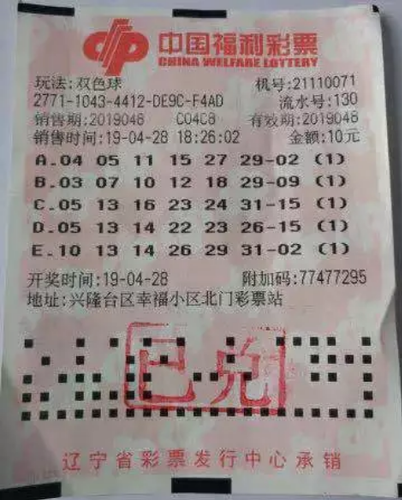 中国福利彩票
CHINA WELFARE LOTTERY
玩法:双色球 机号:21110071
2771-1043-4412-DE9C-F4AD 流水号:130
销售期:2019048 C04C8 有效期:2019048
销售时间:19-04-28 18:26:02 金额:10元
A.04 05 11 15 27 29-02 (1)
B.03 07 10 12 18 29-09 (1)
C.05 13 16 23 24 31-15 (1)
D.05 13 14 22 23 26-15 (1)
E.10 13 14 26 29 31-02 (1)
开奖时间:19-04-28 附加码:77477295
地址:兴隆台区幸福小区北门彩票站
已兑
辽宁省彩票发行中心承销